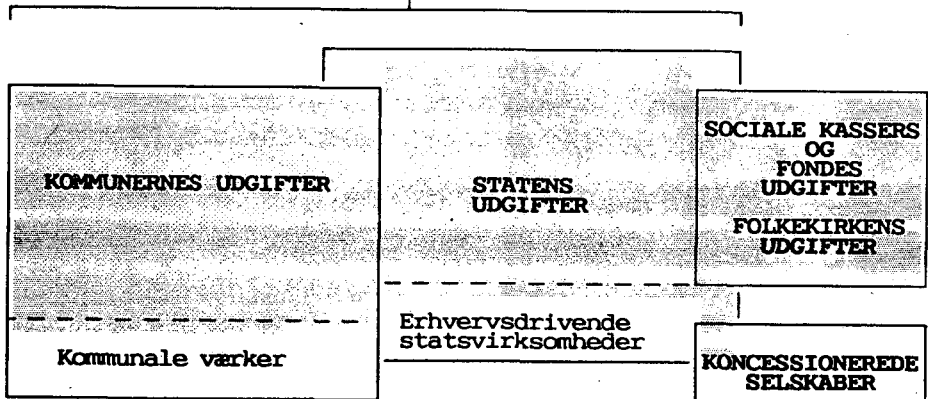 KOMMUNERNES UDGIFTER
Kommunale værker
STATENS
UDGIFTER
Erhvervsdrivende
statsvirksomheder
SOCIALE KASSERS
OG
FONDES
UDGIFTER
FOLKEKIRKENS
UDGIFTER
KONCESSIONEREDE
SELSKABER